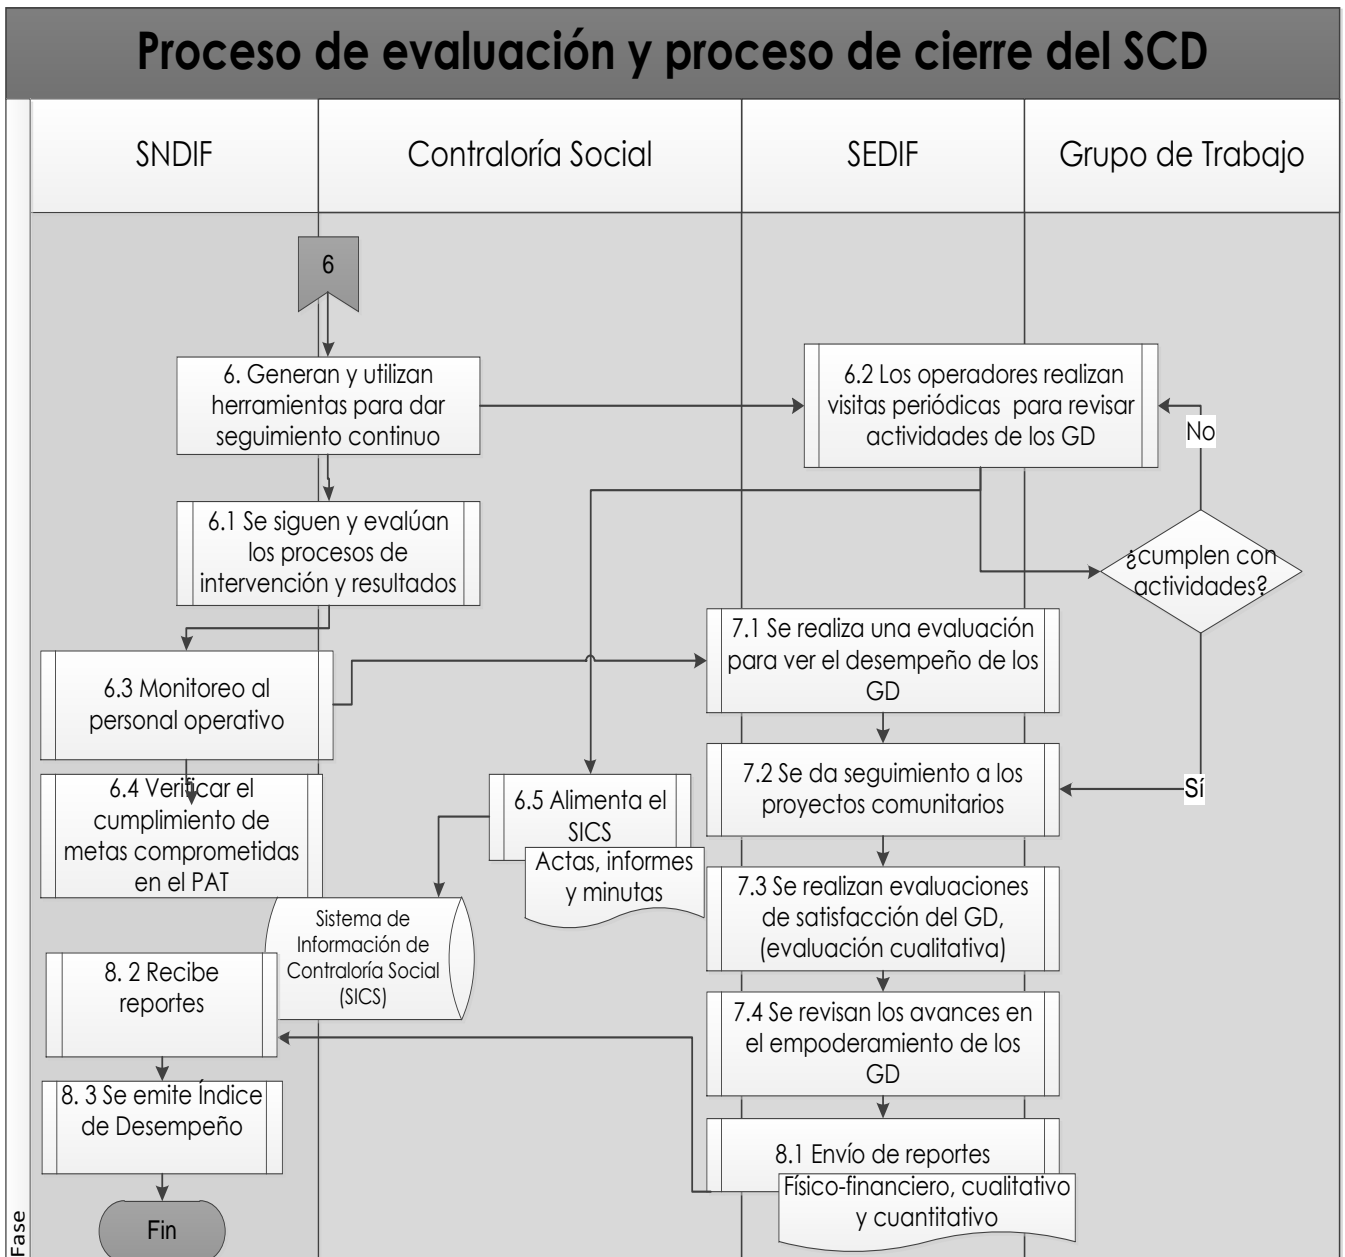 Proceso de evaluación y proceso de cierre del SCD
SNDIF
Contraloría Social
SEDIF
Grupo de Trabajo
6
6. Generan y utilizan
herramientas para dar
seguimiento continuo
6.2 Los operadores realizan
visitas periódicas para revisar
actividades de los GD
No
6.1 Se siguen y evalúan
los procesos de
intervención y resultados
¿cumplen con
actividades?
7.1 Se realiza una evaluación
para ver el desempeño de los
GD
6.3 Monitoreo al
personal operativo
7.2 Se da seguimiento a los
proyectos comunitarios
Sí
6.4 Verificar el
cumplimiento de
metas comprometidas
en el PAT
6.5 Alimenta el
SICS
Actas, informes
y minutas
7.3 Se realizan evaluaciones
de satisfacción del GD,
(evaluación cualitativa)
Sistema de
Información de
Contraloría Social
(SICS)
8. 2 Recibe
reportes
7.4 Se revisan los avances en
el empoderamiento de los
GD
8. 3 Se emite Índice
de Desempeño
8.1 Envío de reportes
Físico-financiero, cualitativo
y cuantitativo
Fin
Fase